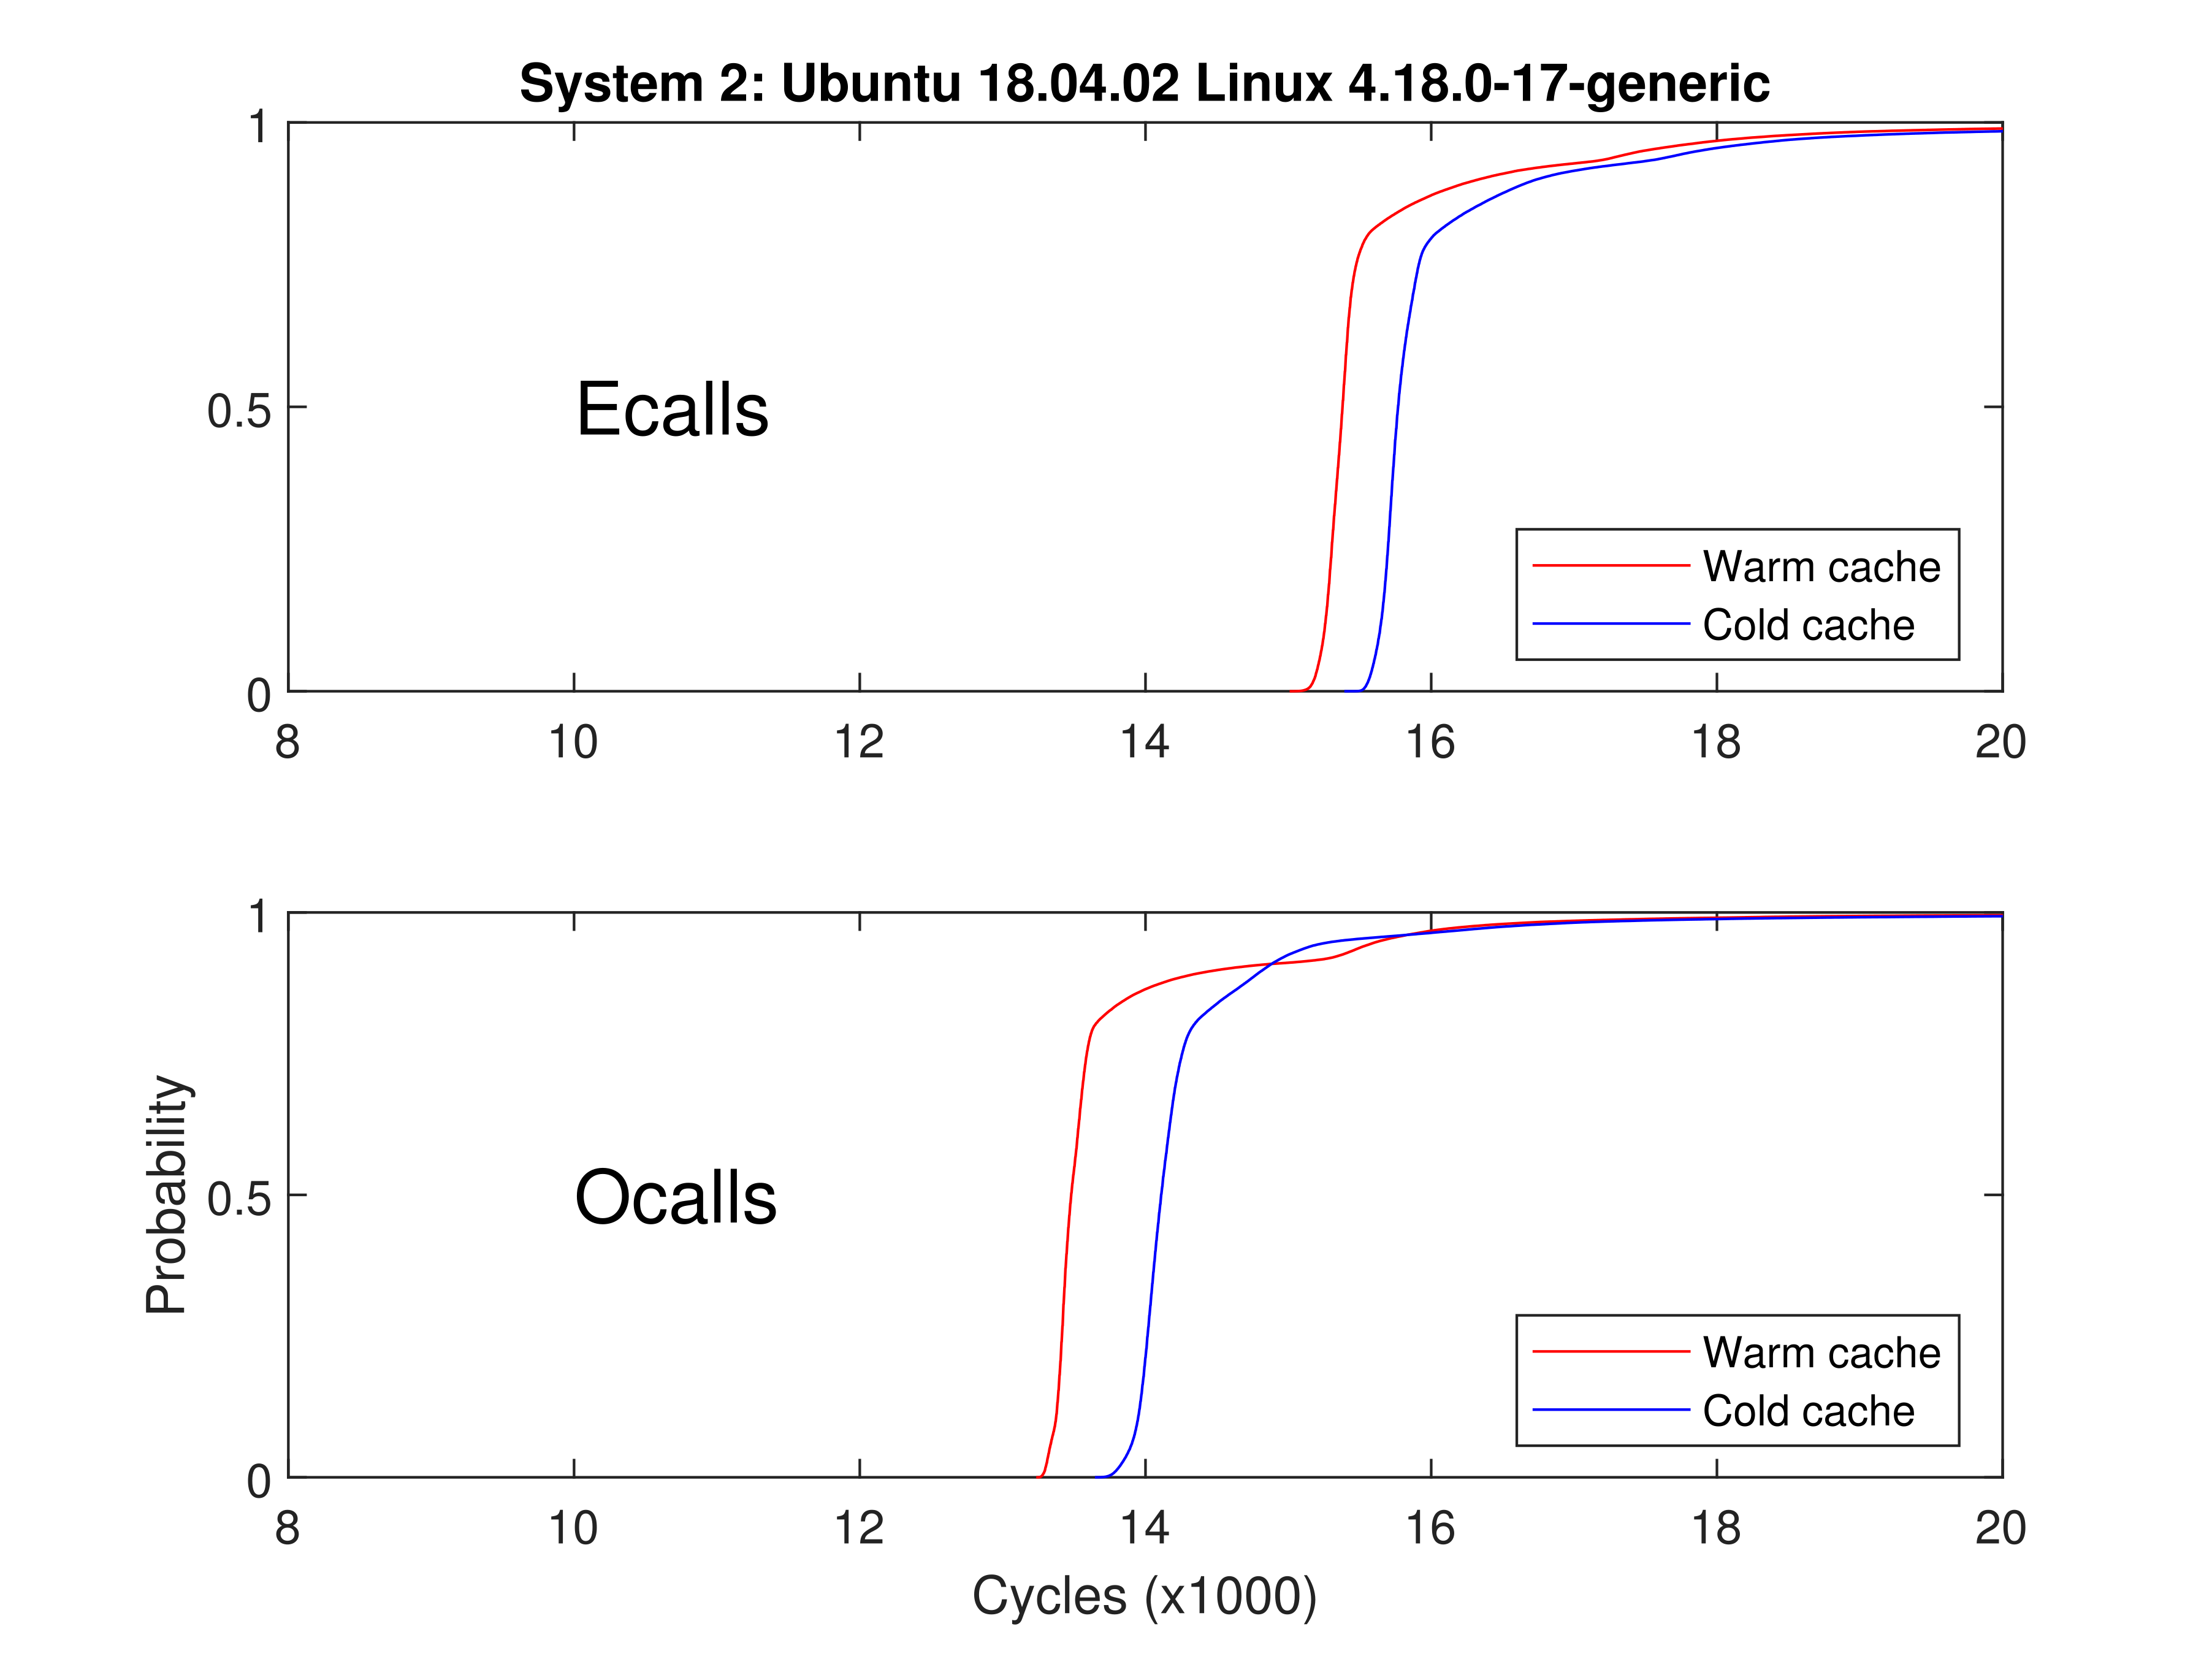 System 2: Ubuntu 18.04.02 Linux 4.18.0-17-generic
1
0.5
0
Ecalls
Warm cache
Cold cache
8 10 12 14 16 18 20
1
0.5
0
Probability
Ocalls
Warm cache
Cold cache
8 10 12 14 16 18 20
Cycles (x1000)